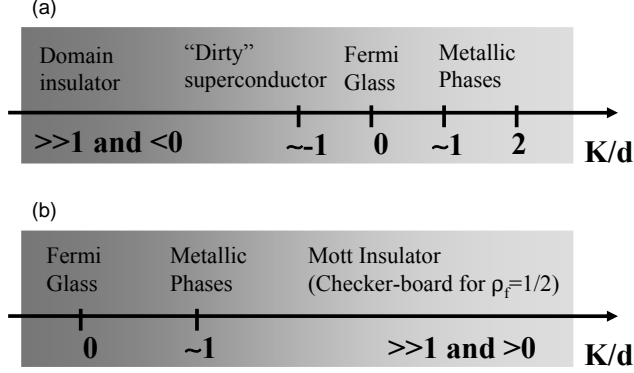 (a)
Domain insulator
“Dirty” superconductor
Fermi Glass
Metallic Phases
>>1 and <0
~-1
0
~1
2
K/d
(b)
Fermi Glass
Metallic Phases
Mott Insulator
(Checker-board for ρ_f=1/2)
0
~1
>>1 and >0
K/d